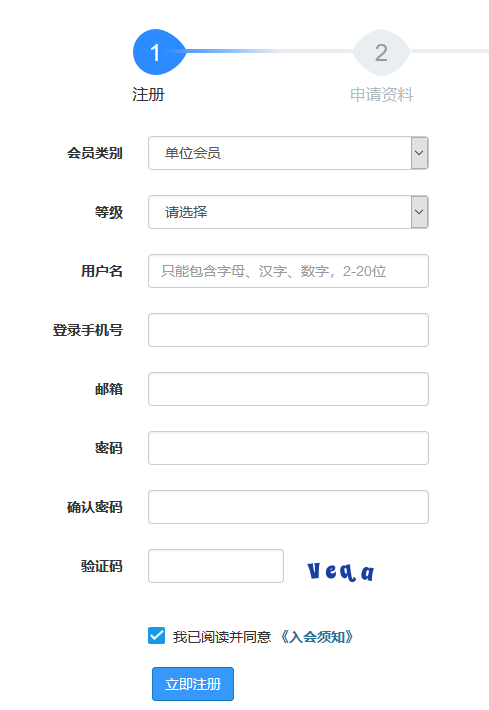 1 2
注册 申请资料
会员类别 单位会员
等级 请选择
用户名 只能包含字母、汉字、数字，2-20位
登录手机号
邮箱
密码
确认密码
验证码 Veqa
我已阅读并同意 《入会须知》
立即注册